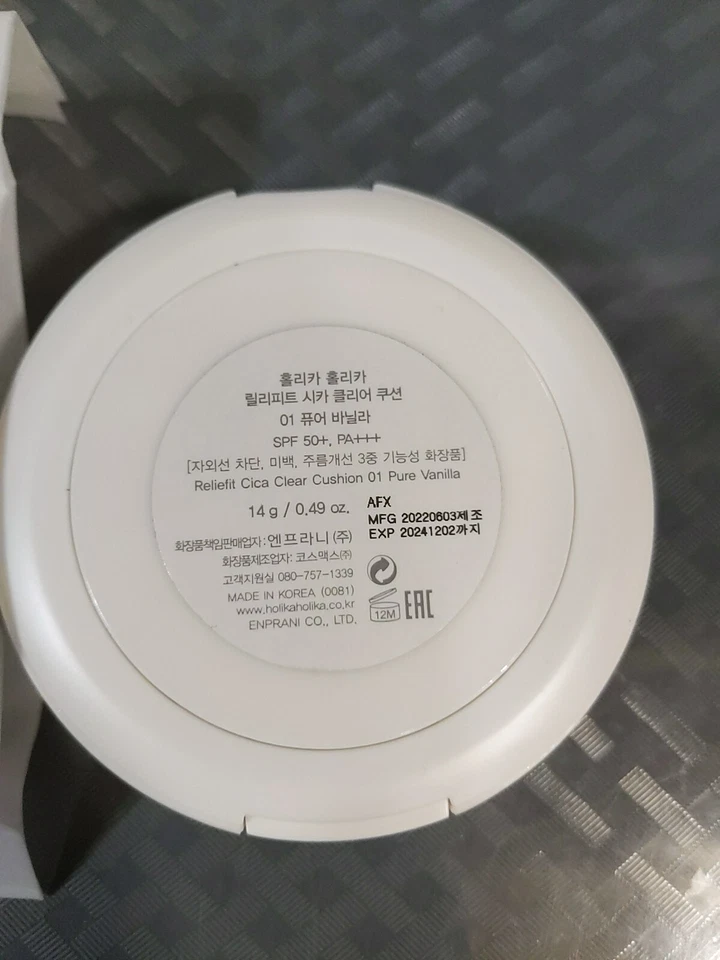 홀리카 홀리카
릴리피트 시카 클리어 쿠션
01 퓨어 바닐라
SPF 50+, PA+++
[자외선 차단, 미백, 주름개선 3중 기능성 화장품]
Reliefit Cica Clear Cushion 01 Pure Vanilla
14 g / 0.49 oz.
AFX
MFG 20220603제조
EXP 20241202까지
화장품책임판매업자: 엔프라니 (주)
화장품제조업자: 코스맥스(주)
고객지원실 080-757-1339
MADE IN KOREA (0081)
www.holikaholika.co.kr
ENPRANI CO., LTD.
12M
EAC